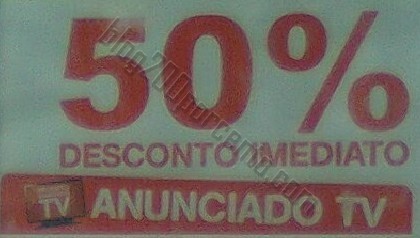 50%
DESCONTO IMEDIATO
TV ANUNCIADO TV